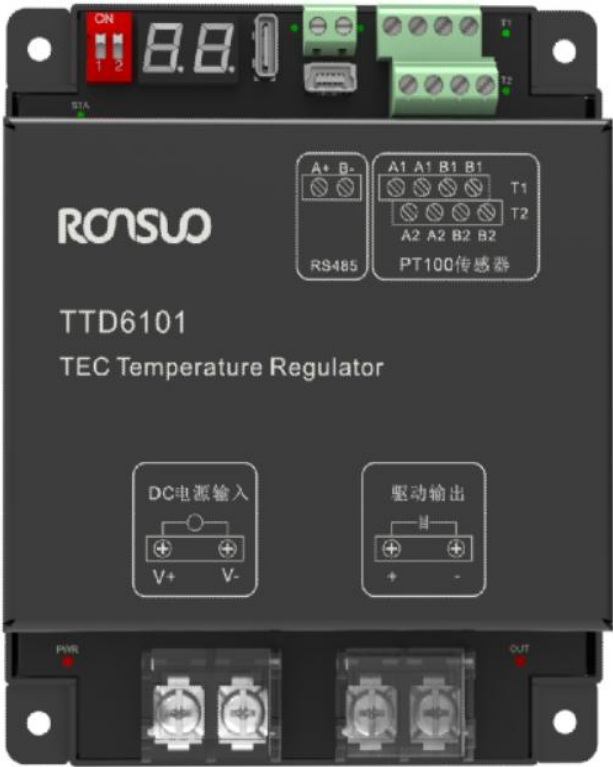 ON
1 2
8.8.
T1
T2
STA
A+ B-
RS485
A1 A1 B1 B1
T1
T2
A2 A2 B2 B2
PT100传感器
RONSUO
TTD6101
TEC Temperature Regulator
DC电源输入
V+ V-
驱动输出
+ -
PWR
OUT